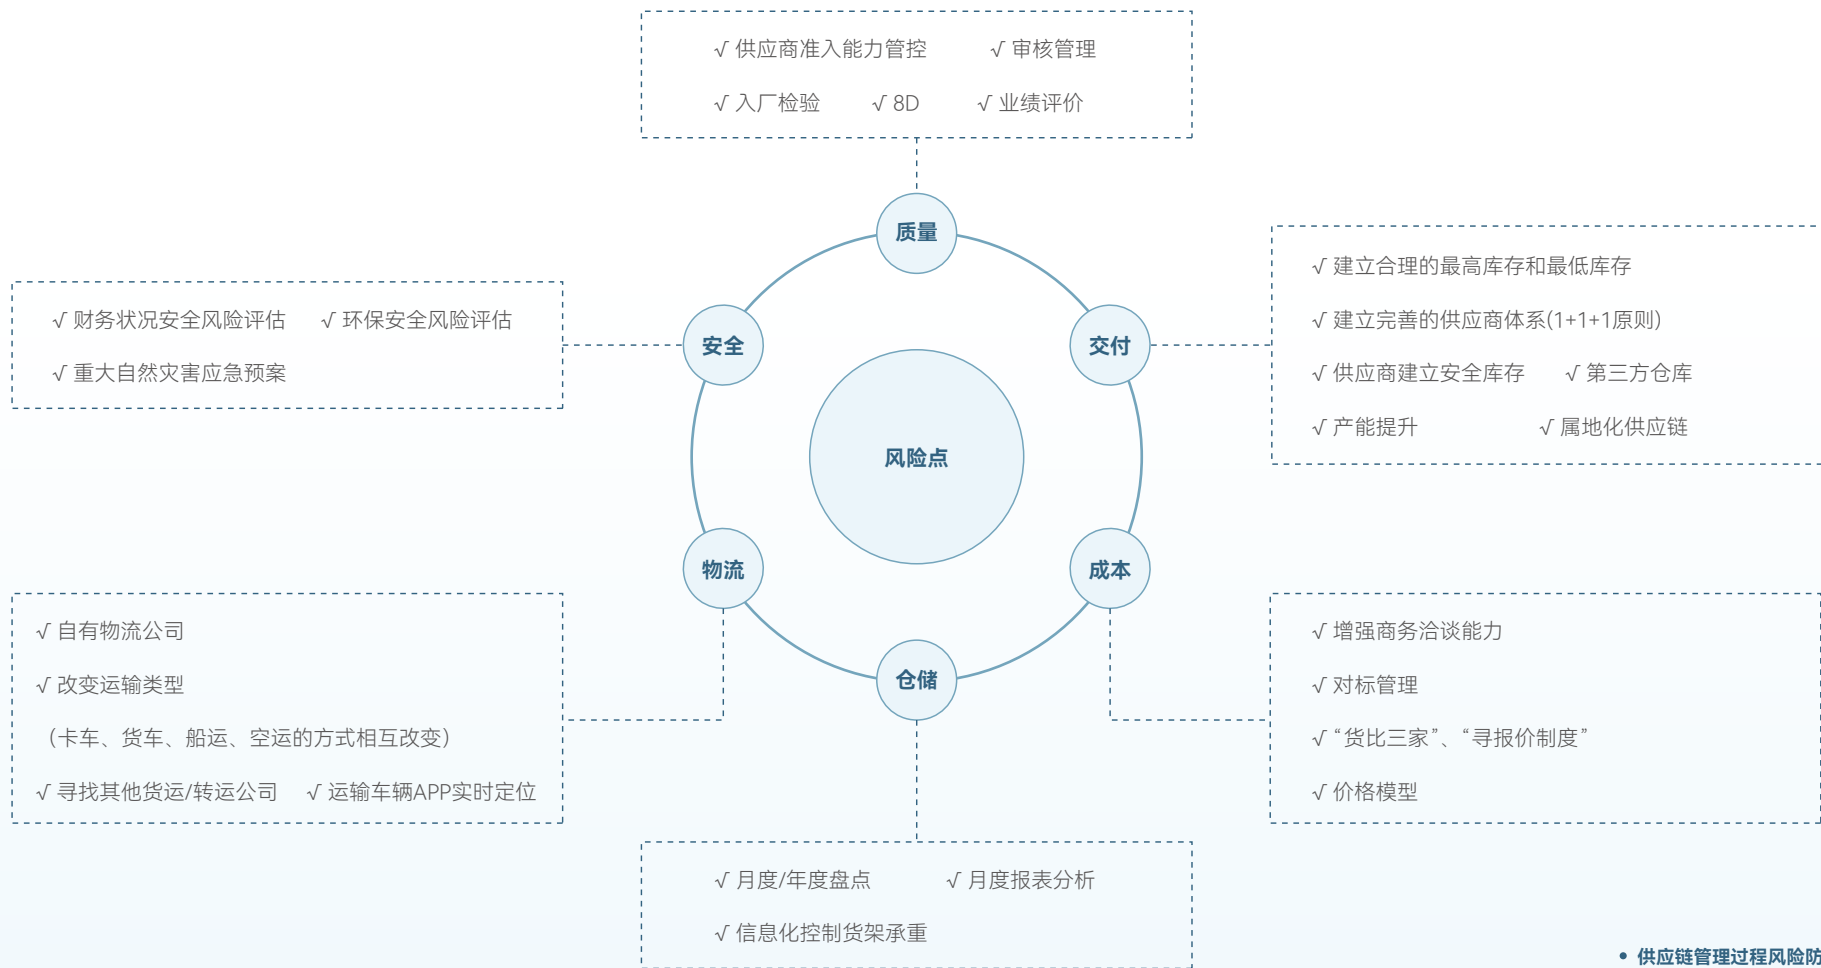 √ 供应商准入能力管控 √ 审核管理
√ 入厂检验 √ 8D √ 业绩评价
质量
√ 建立合理的最高库存和最低库存
√ 建立完善的供应商体系(1+1+1原则)
√ 供应商建立安全库存 √ 第三方仓库
√ 产能提升 √ 属地化供应链
交付
√ 财务状况安全风险评估 √ 环保安全风险评估
√ 重大自然灾害应急预案
安全
风险点
物流
成本
√ 自有物流公司
√ 改变运输类型
（卡车、货车、船运、空运的方式相互改变）
√ 寻找其他货运/转运公司 √ 运输车辆APP实时定位
仓储
√ 增强商务洽谈能力
√ 对标管理
√ “货比三家”、“寻报价制度”
√ 价格模型
√ 月度/年度盘点 √ 月度报表分析
√ 信息化控制货架承重
• 供应链管理过程风险防